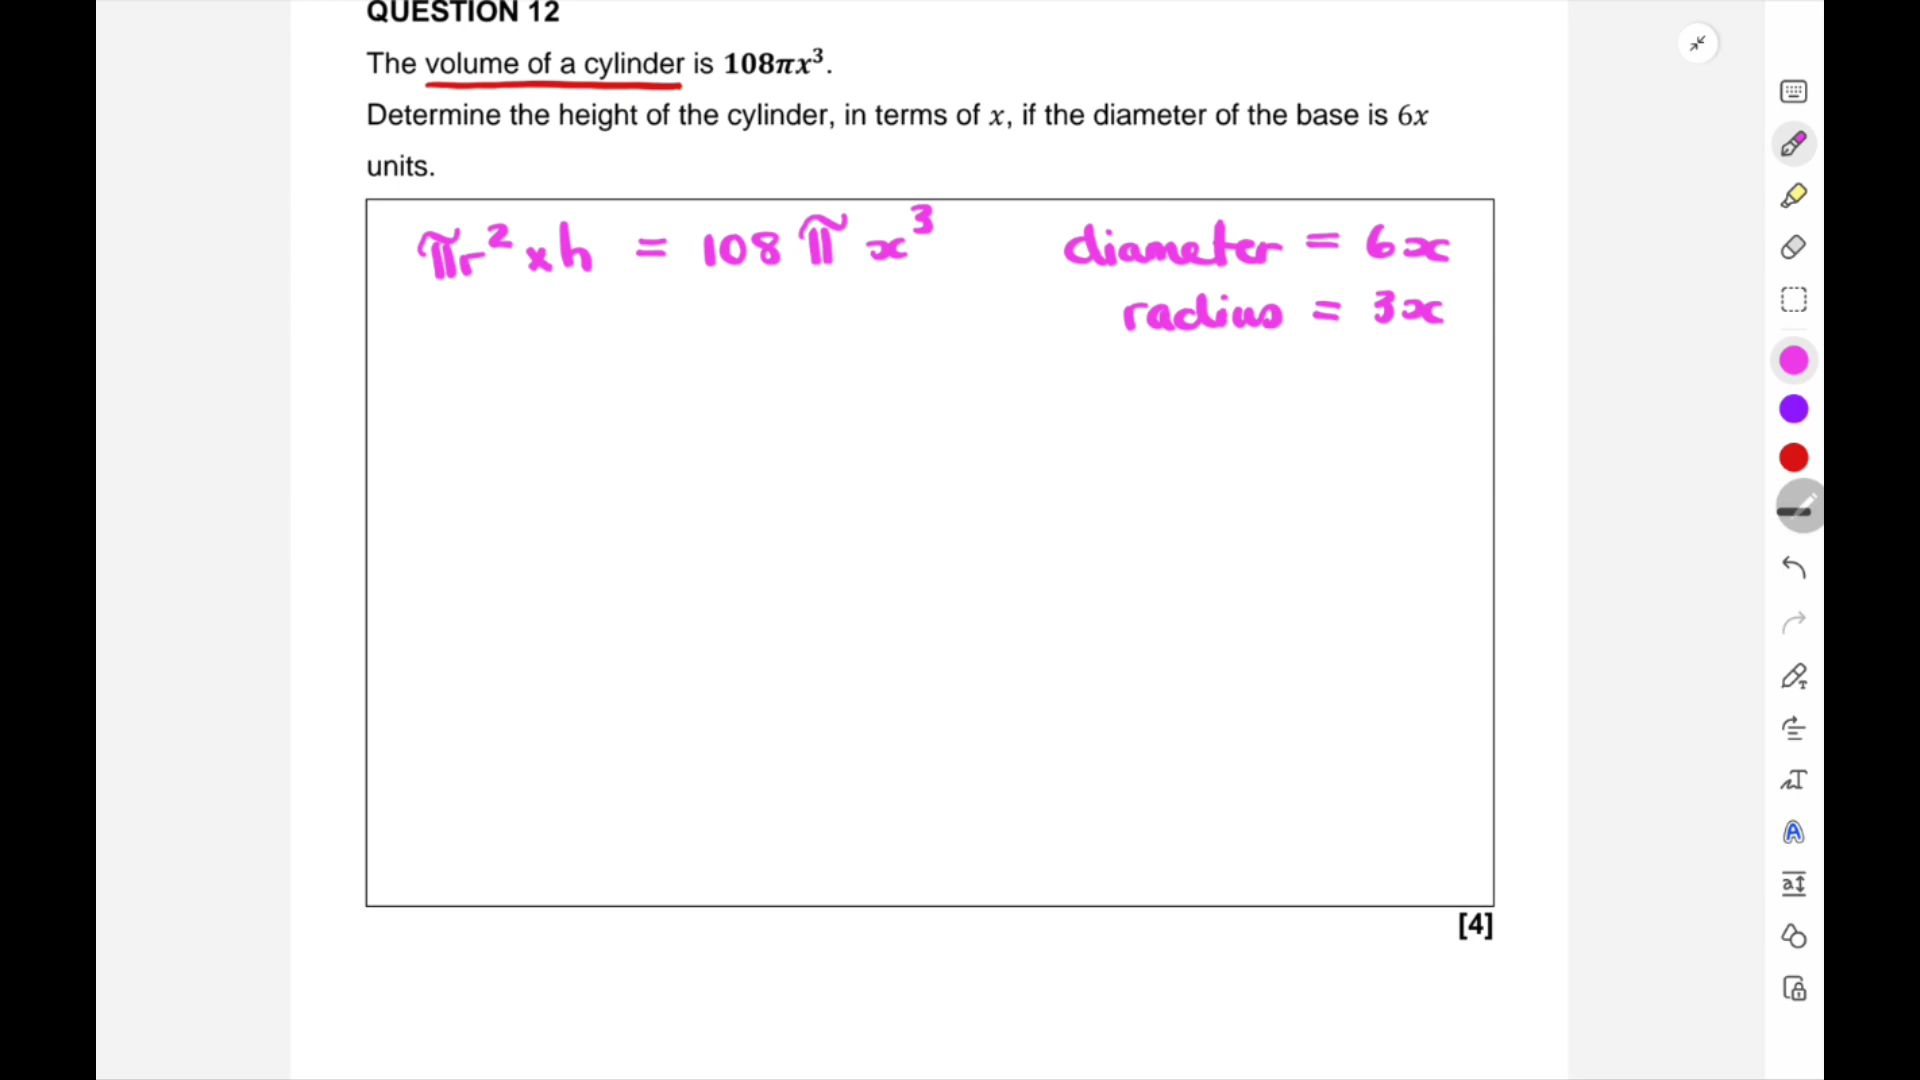 QUESTION 12
The volume of a cylinder is 108πx³.
Determine the height of the cylinder, in terms of x, if the diameter of the base is 6x
units.
πr² × h = 108 π x³
diameter = 6x
radius = 3x
[4]